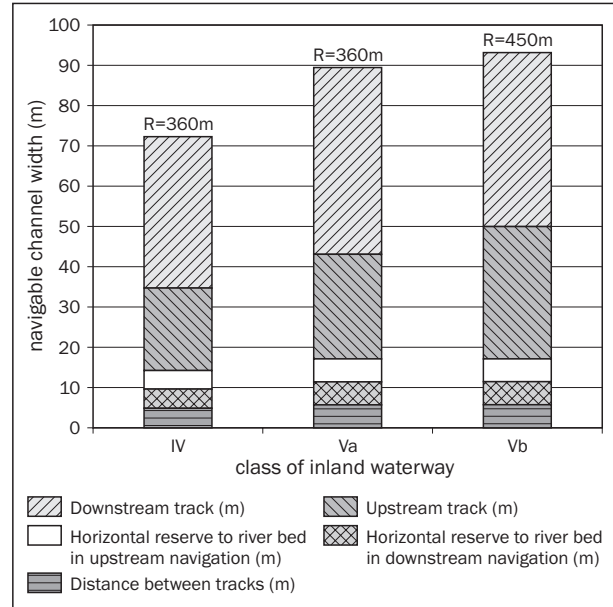 navigable channel width (m)
100
90
80
70
60
50
40
30
20
10
0
R=360m
R=360m
R=450m
IV
Va
Vb
class of inland waterway
Downstream track (m)
Upstream track (m)
Horizontal reserve to river bed
in upstream navigation (m)
Horizontal reserve to river bed
in downstream navigation (m)
Distance between tracks (m)